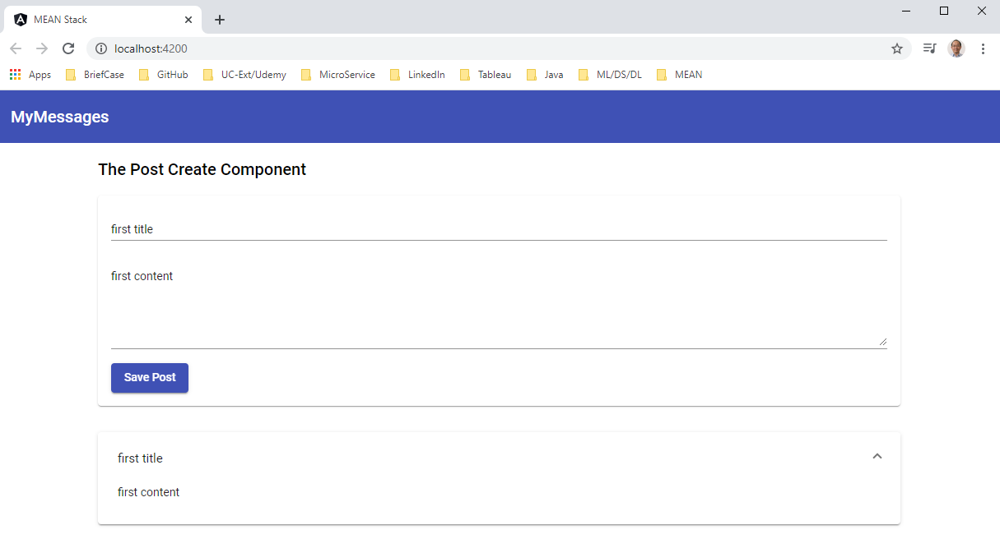 MEAN Stack
localhost:4200
Apps BriefCase GitHub UC-Ext/Udemy MicroService LinkedIn Tableau Java ML/DS/DL MEAN
MyMessages
The Post Create Component
first title
first content
Save Post
first title
first content